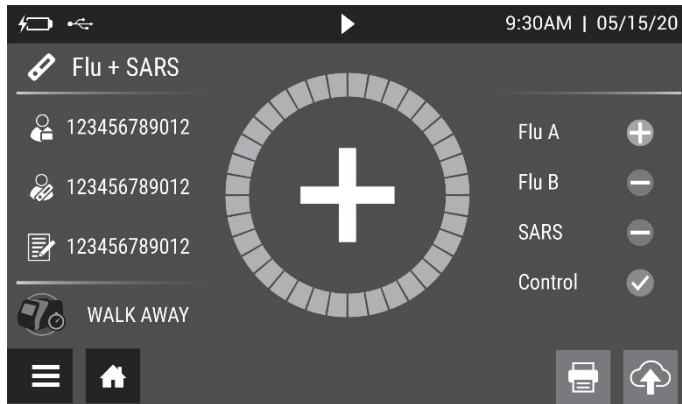 9:30AM | 05/15/20
Flu + SARS
123456789012
123456789012
123456789012
WALK AWAY
Flu A
Flu B
SARS
Control